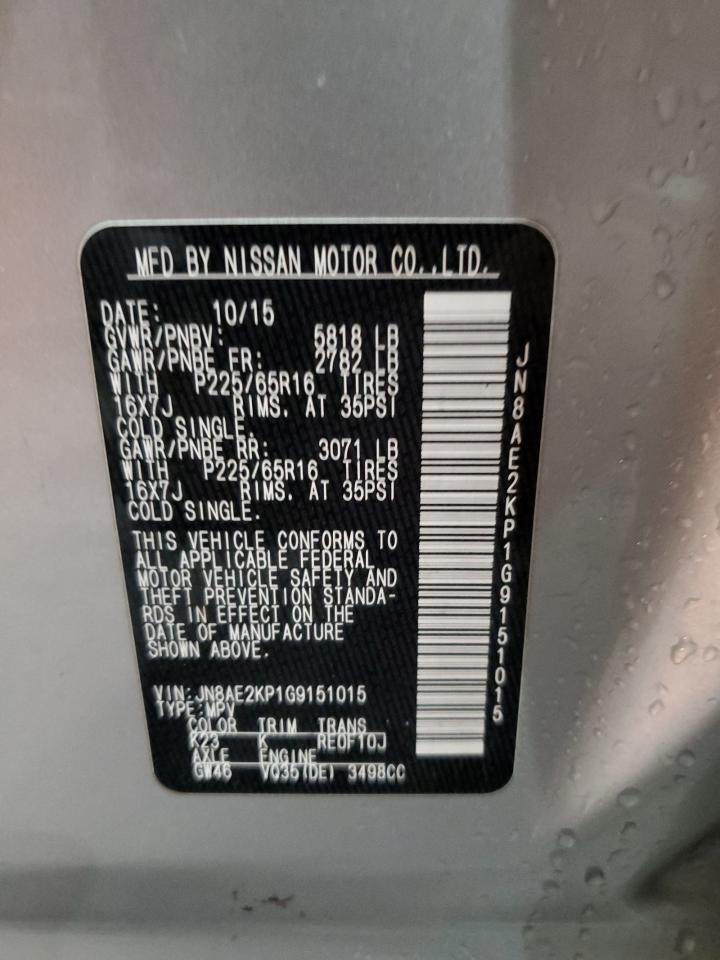 MFD BY NISSAN MOTOR CO.,LTD.
DATE: 10/15
GVWR/PNBV: 5818 LB
GAWR/PNBE FR: 2782 LB
WITH P225/65R16 TIRES
16X7J RIMS. AT 35PSI
COLD SINGLE.
GAWR/PNBE RR: 3071 LB
WITH P225/65R16 TIRES
16X7J RIMS. AT 35PSI
COLD SINGLE.
THIS VEHICLE CONFORMS TO
ALL APPLICABLE FEDERAL
MOTOR VEHICLE SAFETY AND
THEFT PREVENTION STANDA-
RDS IN EFFECT ON THE
DATE OF MANUFACTURE
SHOWN ABOVE.
VIN:JN8AE2KP1G9151015
TYPE:MPV
COLOR TRIM TRANS
K23 K RE0F10J
AXLE ENGINE
GW46 VQ35(DE) 3498CC
JN8AE2KP1G9151015